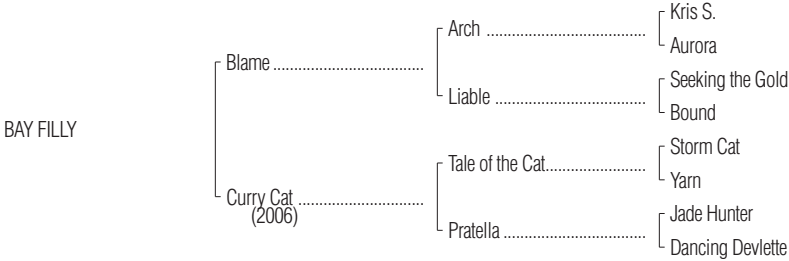 Kris S.
Arch ......................................
Aurora
Blame ....................................
Seeking the Gold
Liable ....................................
Bound
BAY FILLY
Storm Cat
Tale of the Cat........................
Yarn
Curry Cat ..............................
(2006)
Jade Hunter
Pratella ..................................
Dancing Devlette